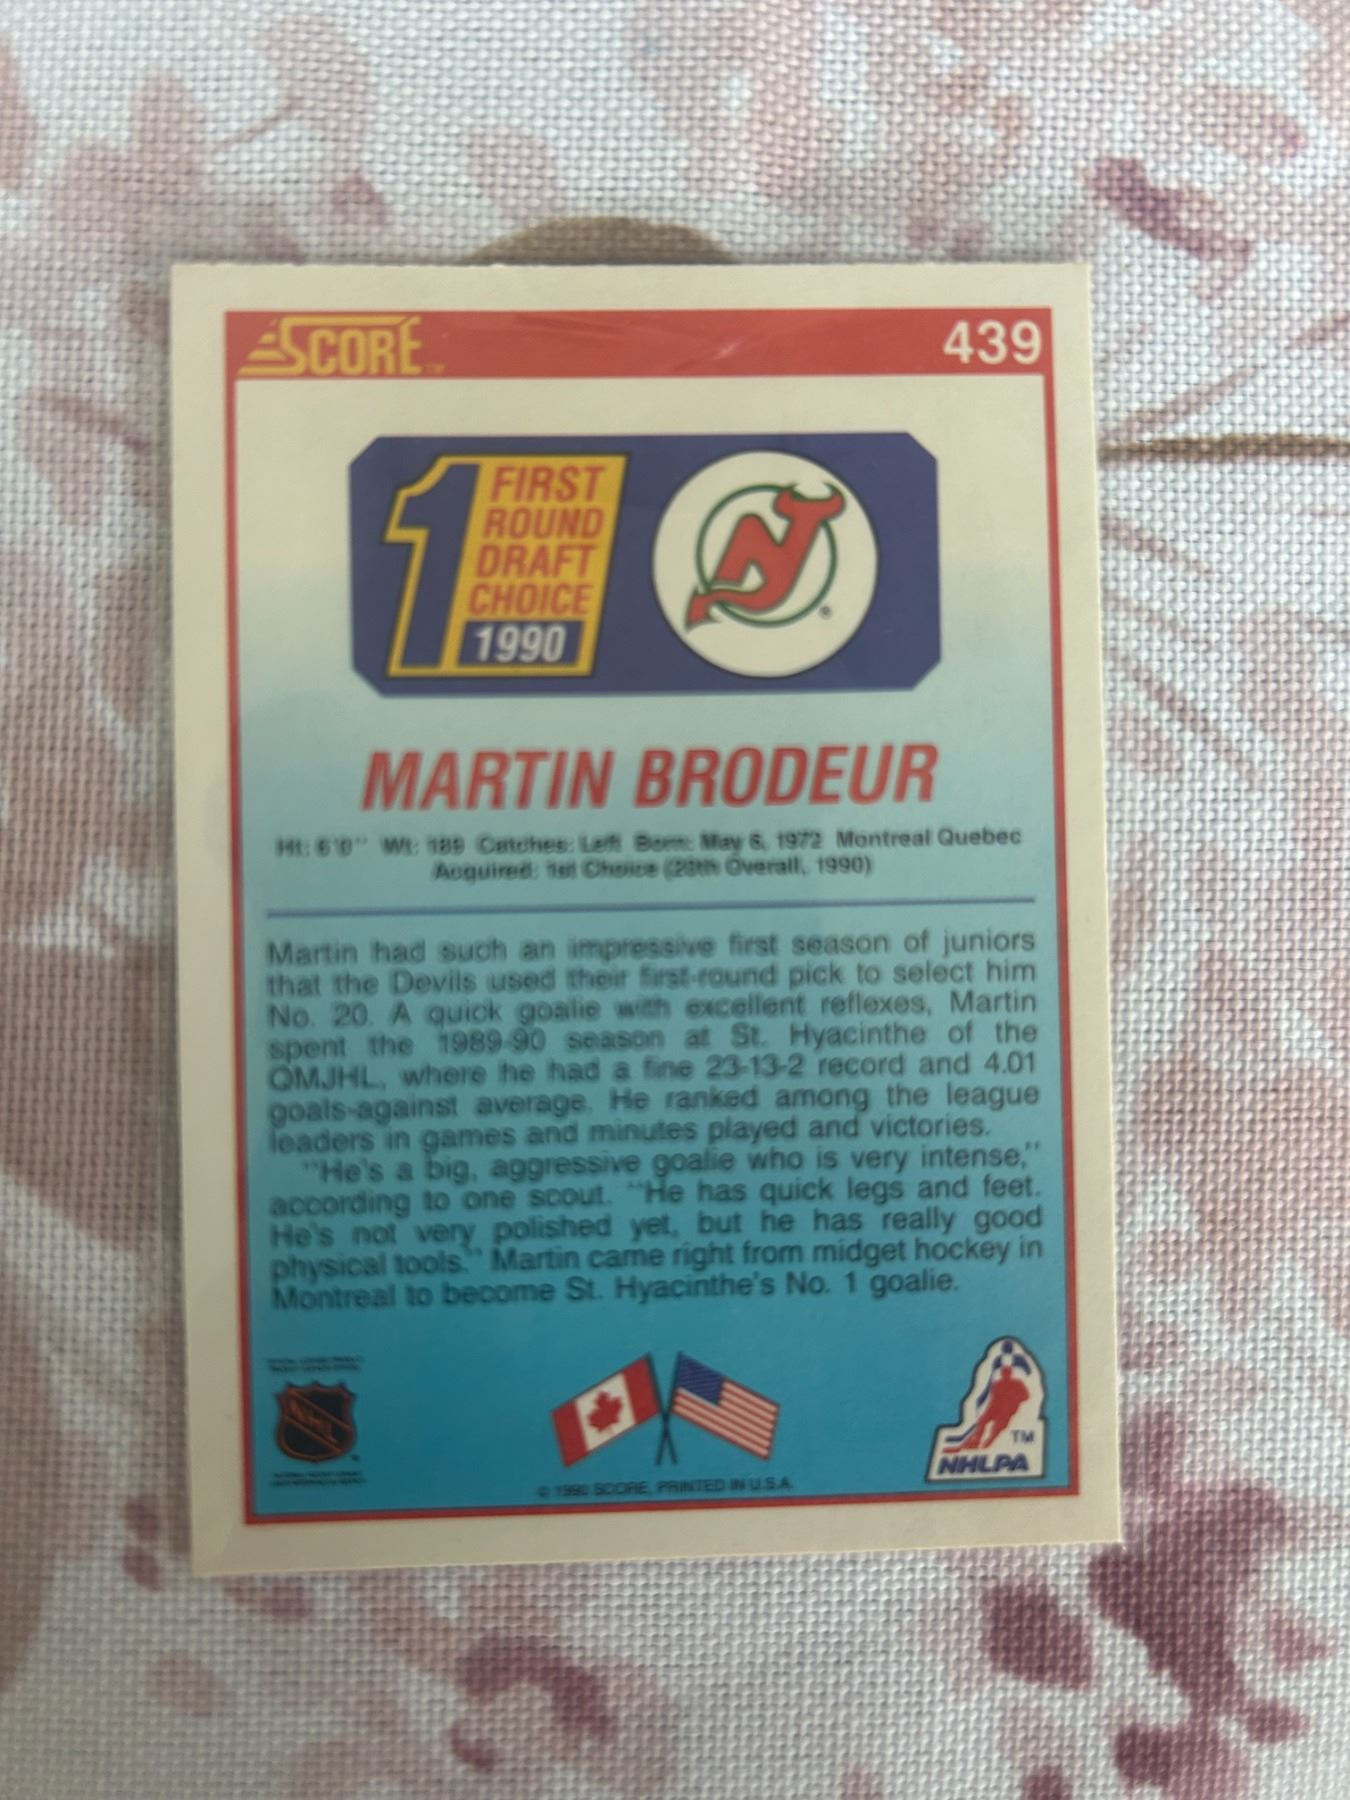 SCORE™
439
1
FIRST
ROUND
DRAFT
CHOICE
1990
NJ
®
MARTIN BRODEUR
Ht: 6'0" Wt: 189 Catches: Left Born: May 6, 1972 Montreal Quebec
Acquired: 1st Choice (20th Overall, 1990)
Martin had such an impressive first season of juniors
that the Devils used their first-round pick to select him
No. 20. A quick goalie with excellent reflexes, Martin
spent the 1989-90 season at St. Hyacinthe of the
QMJHL, where he had a fine 23-13-2 record and 4.01
goals-against average. He ranked among the league
leaders in games and minutes played and victories.
"He's a big, aggressive goalie who is very intense,"
according to one scout. "He has quick legs and feet.
He's not very polished yet, but he has really good
physical tools." Martin came right from midget hockey in
Montreal to become St. Hyacinthe's No. 1 goalie.
NHL
TM
NHLPA
© 1990 SCORE, PRINTED IN U.S.A.